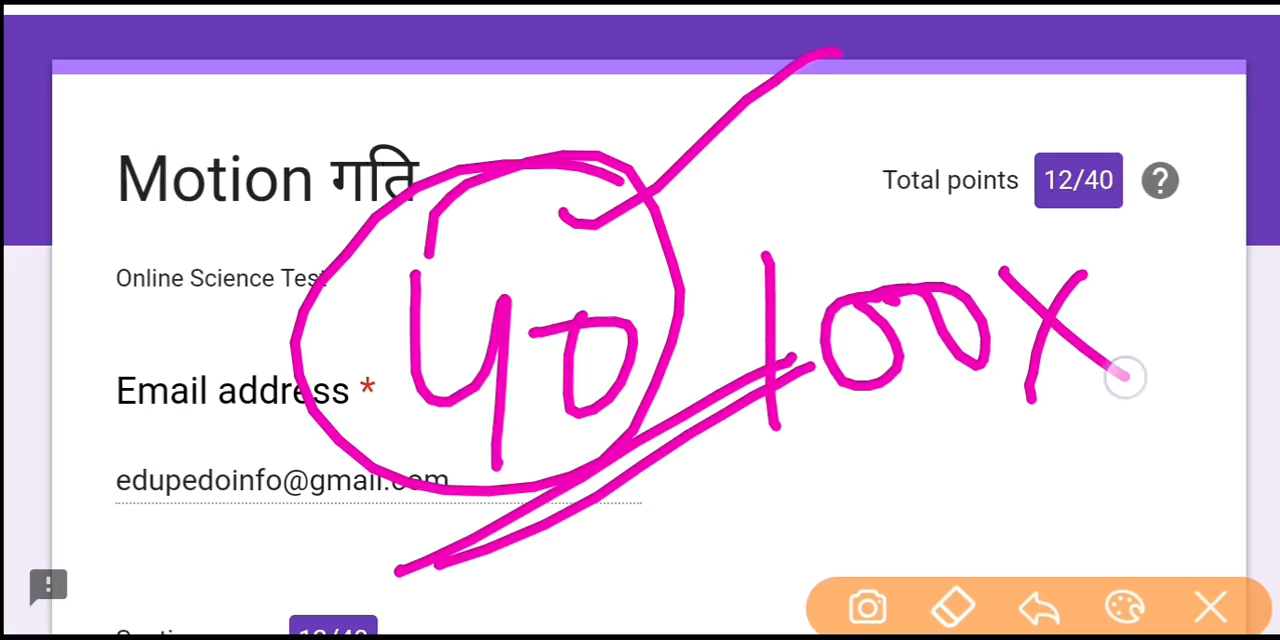 Motion गति
Total points 12/40 ?
Online Science Test
40 100X
Email address *
edupedoinfo@gmail.com